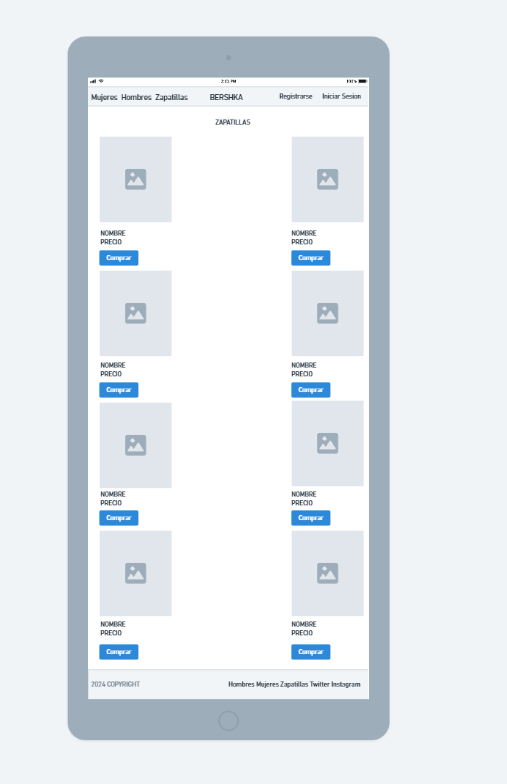 2:15 PM
Mujeres Hombres Zapatillas BERSHKA Registrarse Iniciar Sesion
ZAPATILLAS
NOMBRE NOMBRE
PRECIO PRECIO
Comprar Comprar
NOMBRE NOMBRE
PRECIO PRECIO
Comprar Comprar
NOMBRE NOMBRE
PRECIO PRECIO
Comprar Comprar
NOMBRE NOMBRE
PRECIO PRECIO
Comprar Comprar
2024 COPYRIGHT Hombres Mujeres Zapatillas Twitter Instagram